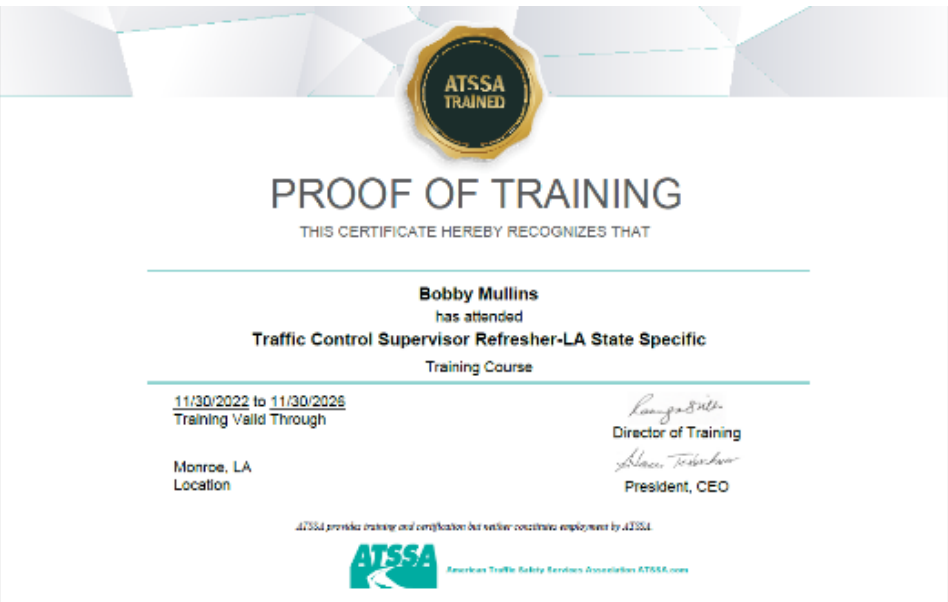 ATSSA
TRAINED
PROOF OF TRAINING
THIS CERTIFICATE HEREBY RECOGNIZES THAT
Bobby Mullins
has attended
Traffic Control Supervisor Refresher-LA State Specific
Training Course
11/30/2022 to 11/30/2026
Training Valid Through
Director of Training
Monroe, LA
Location
President, CEO
ATSSA provides training and certification but neither constitutes employment by ATSSA.
ATSSA
American Traffic Safety Services Association ATSSA.com